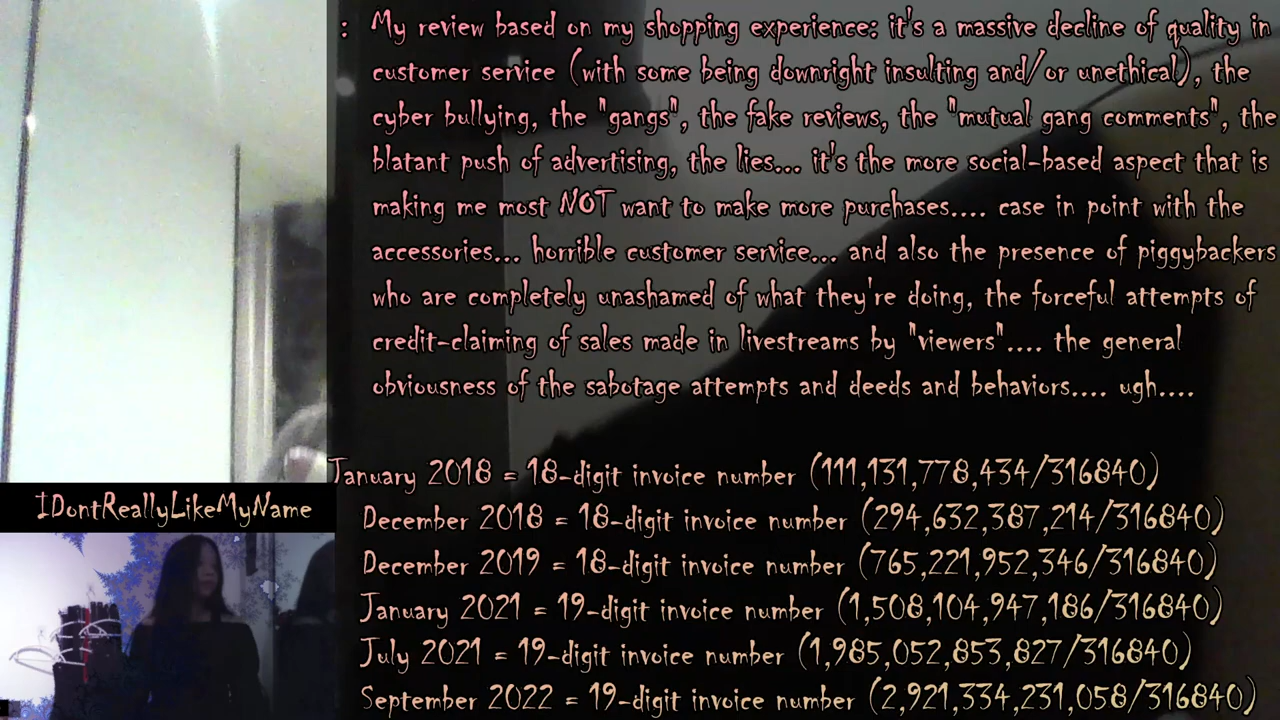 : My review based on my shopping experience: it's a massive decline of quality in
customer service (with some being downright insulting and/or unethical), the
cyber bullying, the "gangs", the fake reviews, the "mutual gang comments", the
blatant push of advertising, the lies... it's the more social-based aspect that is
making me most NOT want to make more purchases.... case in point with the
accessories... horrible customer service... and also the presence of piggybackers
who are completely unashamed of what they're doing, the forceful attempts of
credit-claiming of sales made in livestreams by "viewers".... the general
obviousness of the sabotage attempts and deeds and behaviors.... ugh....
January 2018 = 18-digit invoice number (111,131,778,434/316840)
December 2018 = 18-digit invoice number (294,632,387,214/316840)
December 2019 = 18-digit invoice number (765,221,952,346/316840)
January 2021 = 19-digit invoice number (1,508,104,947,186/316840)
July 2021 = 19-digit invoice number (1,985,052,853,827/316840)
September 2022 = 19-digit invoice number (2,921,334,231,058/316840)
IDontReallyLikeMyName